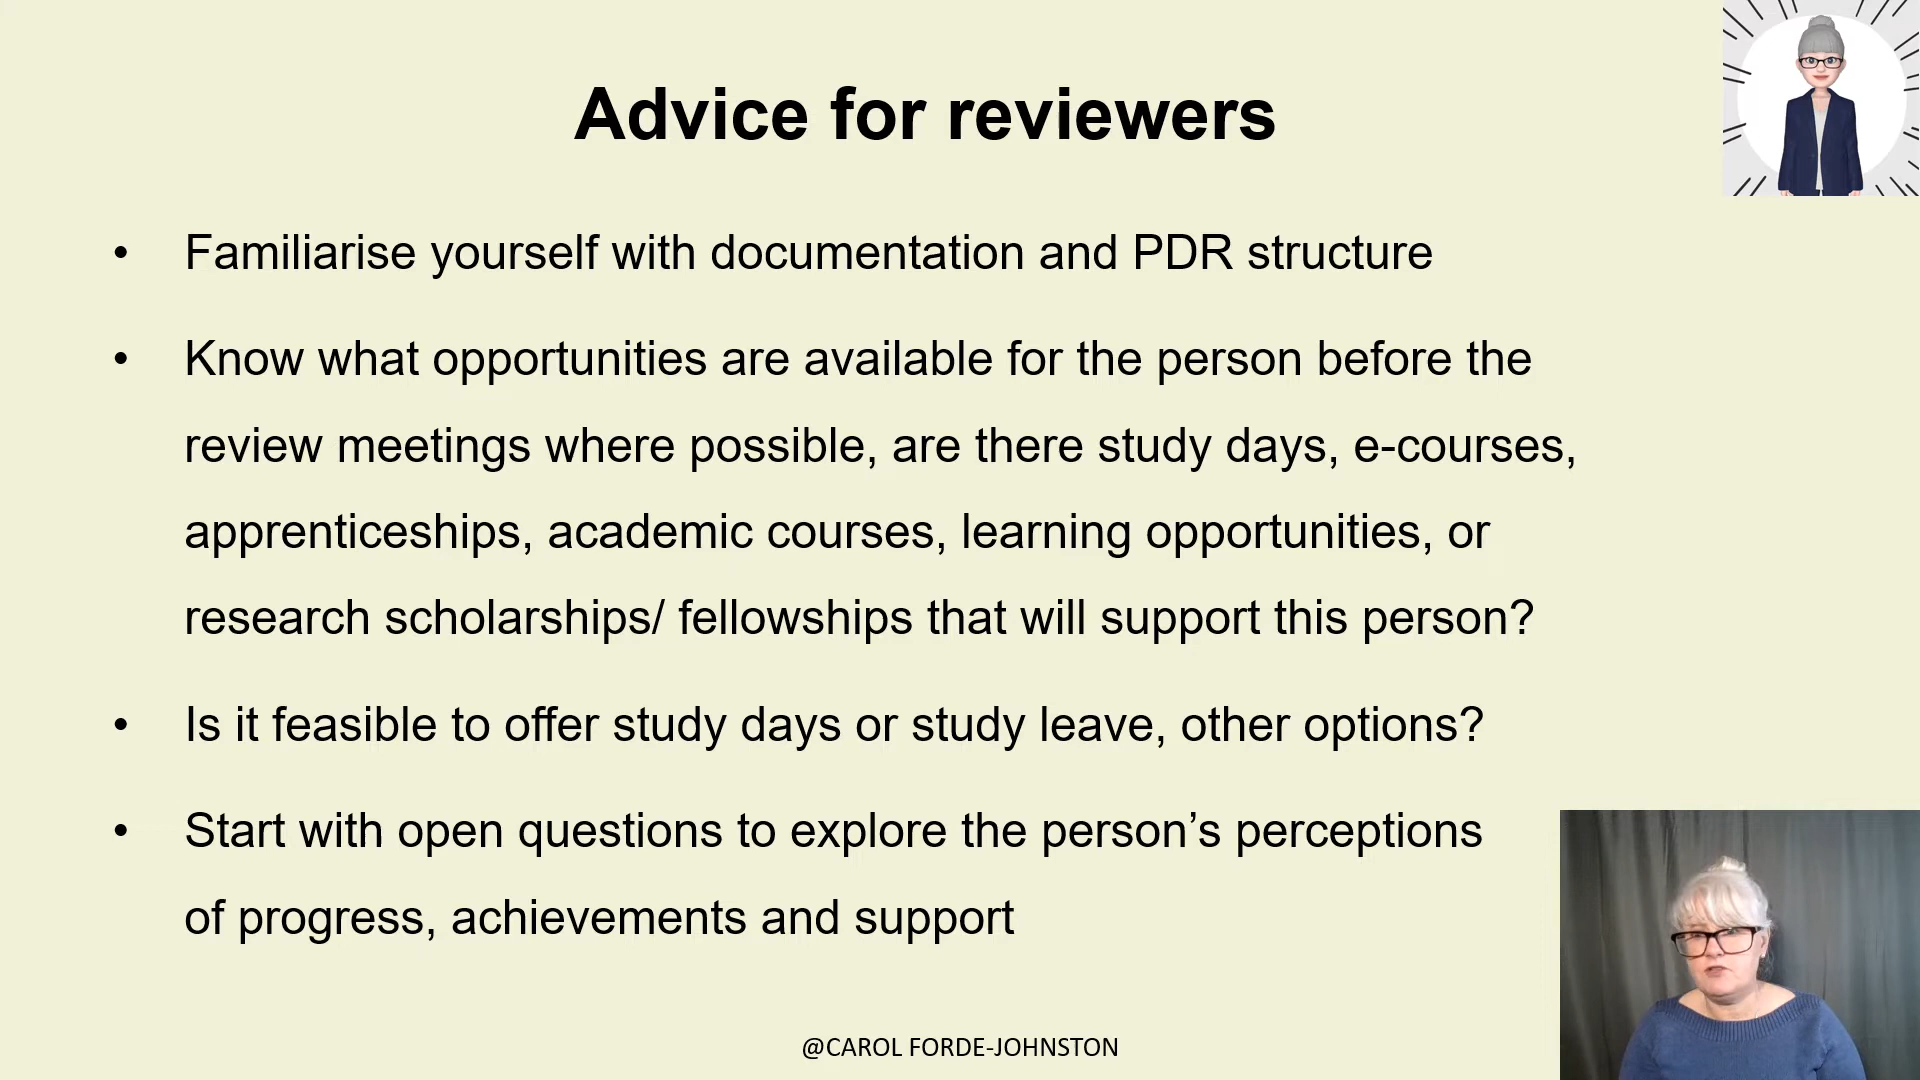 Advice for reviewers
• Familiarise yourself with documentation and PDR structure
• Know what opportunities are available for the person before the
review meetings where possible, are there study days, e-courses,
apprenticeships, academic courses, learning opportunities, or
research scholarships/ fellowships that will support this person?
• Is it feasible to offer study days or study leave, other options?
• Start with open questions to explore the person’s perceptions
of progress, achievements and support
@CAROL FORDE-JOHNSTON